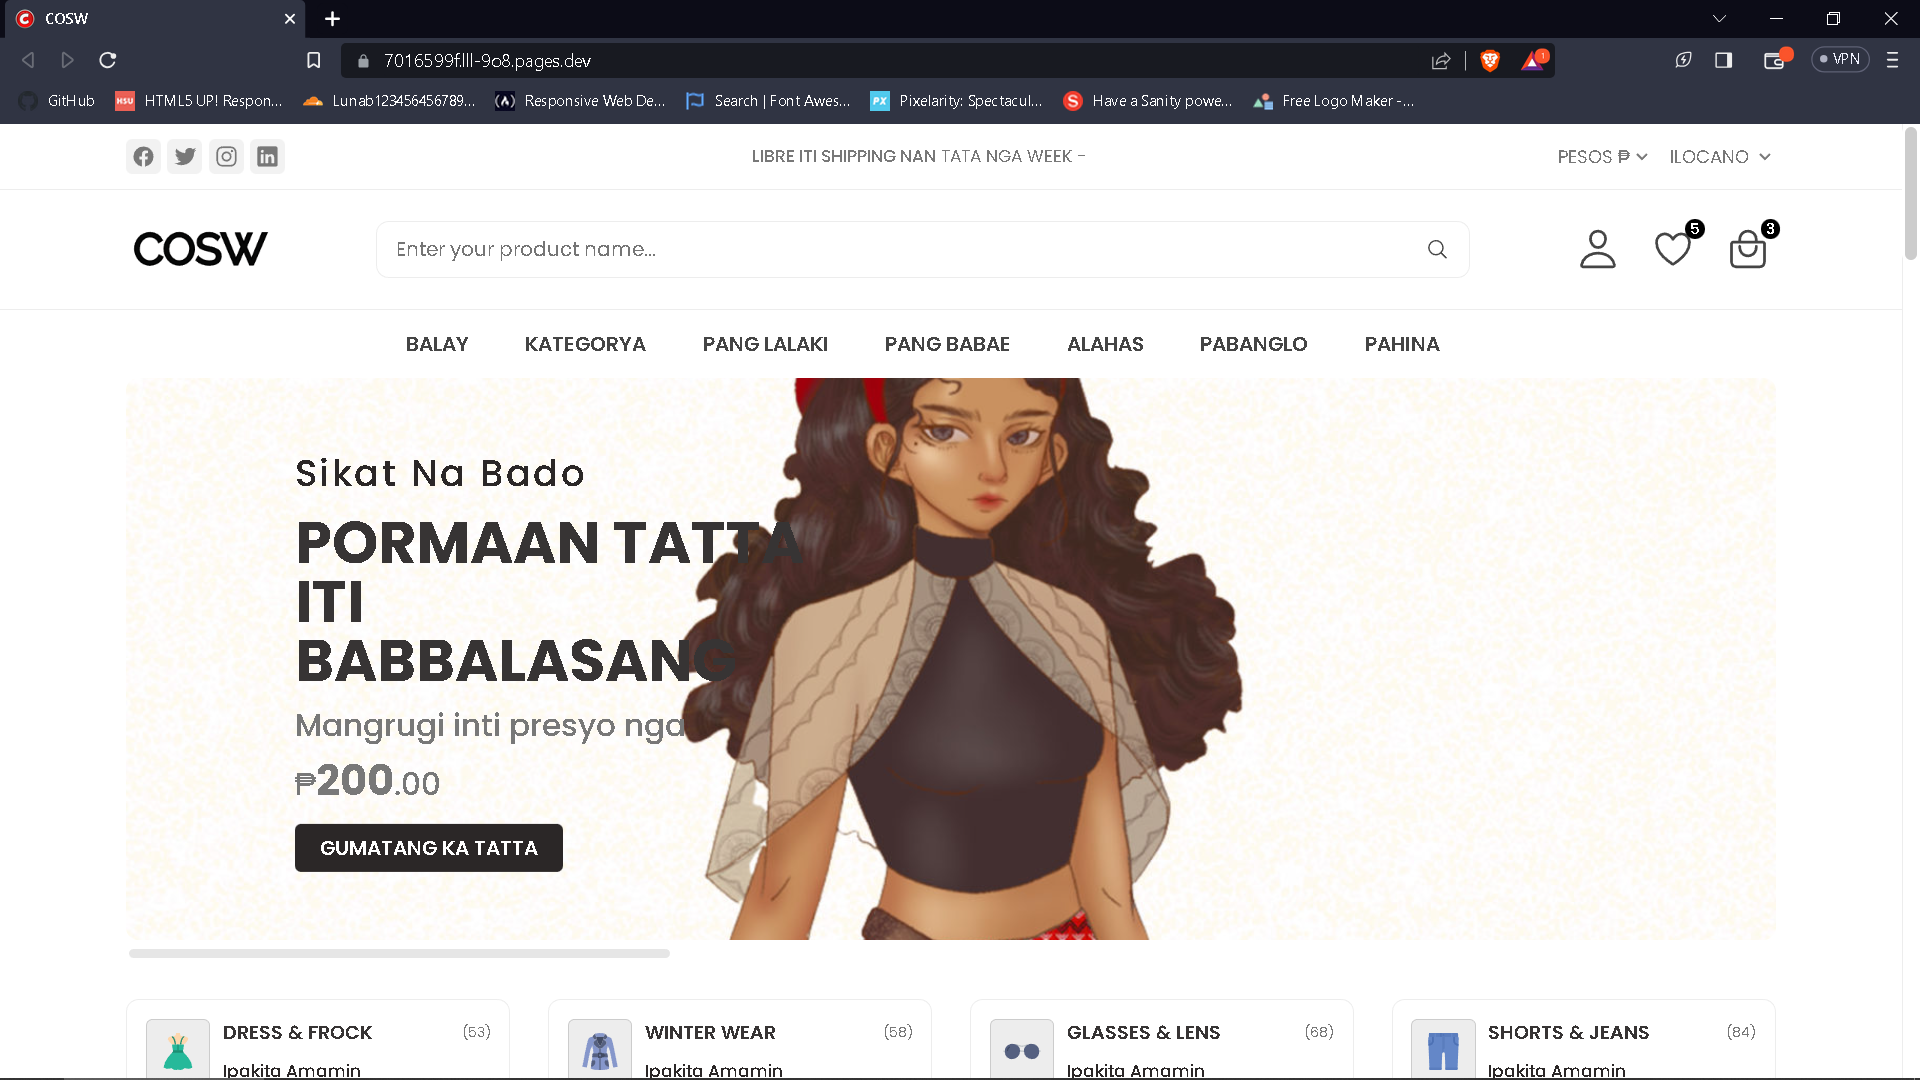 COSW
7016599f.lll-9o8.pages.dev
1
VPN
GitHub
HTML5 UP! Respon...
Lunab123456456789...
Responsive Web De...
Search | Font Awes...
Pixelarity: Spectacul...
Have a Sanity powe...
Free Logo Maker -...
LIBRE ITI SHIPPING NAN TATA NGA WEEK -
PESOS ₱
ILOCANO
COSW
Enter your product name...
5
3
BALAY
KATEGORYA
PANG LALAKI
PANG BABAE
ALAHAS
PABANGLO
PAHINA
Sikat Na Bado
PORMAAN TATTA
ITI
BABBALASANG
Mangrugi inti presyo nga
₱200.00
GUMATANG KA TATTA
DRESS & FROCK
(53)
Ipakita Amamin
WINTER WEAR
(58)
Ipakita Amamin
GLASSES & LENS
(68)
Ipakita Amamin
SHORTS & JEANS
(84)
Ipakita Amamin